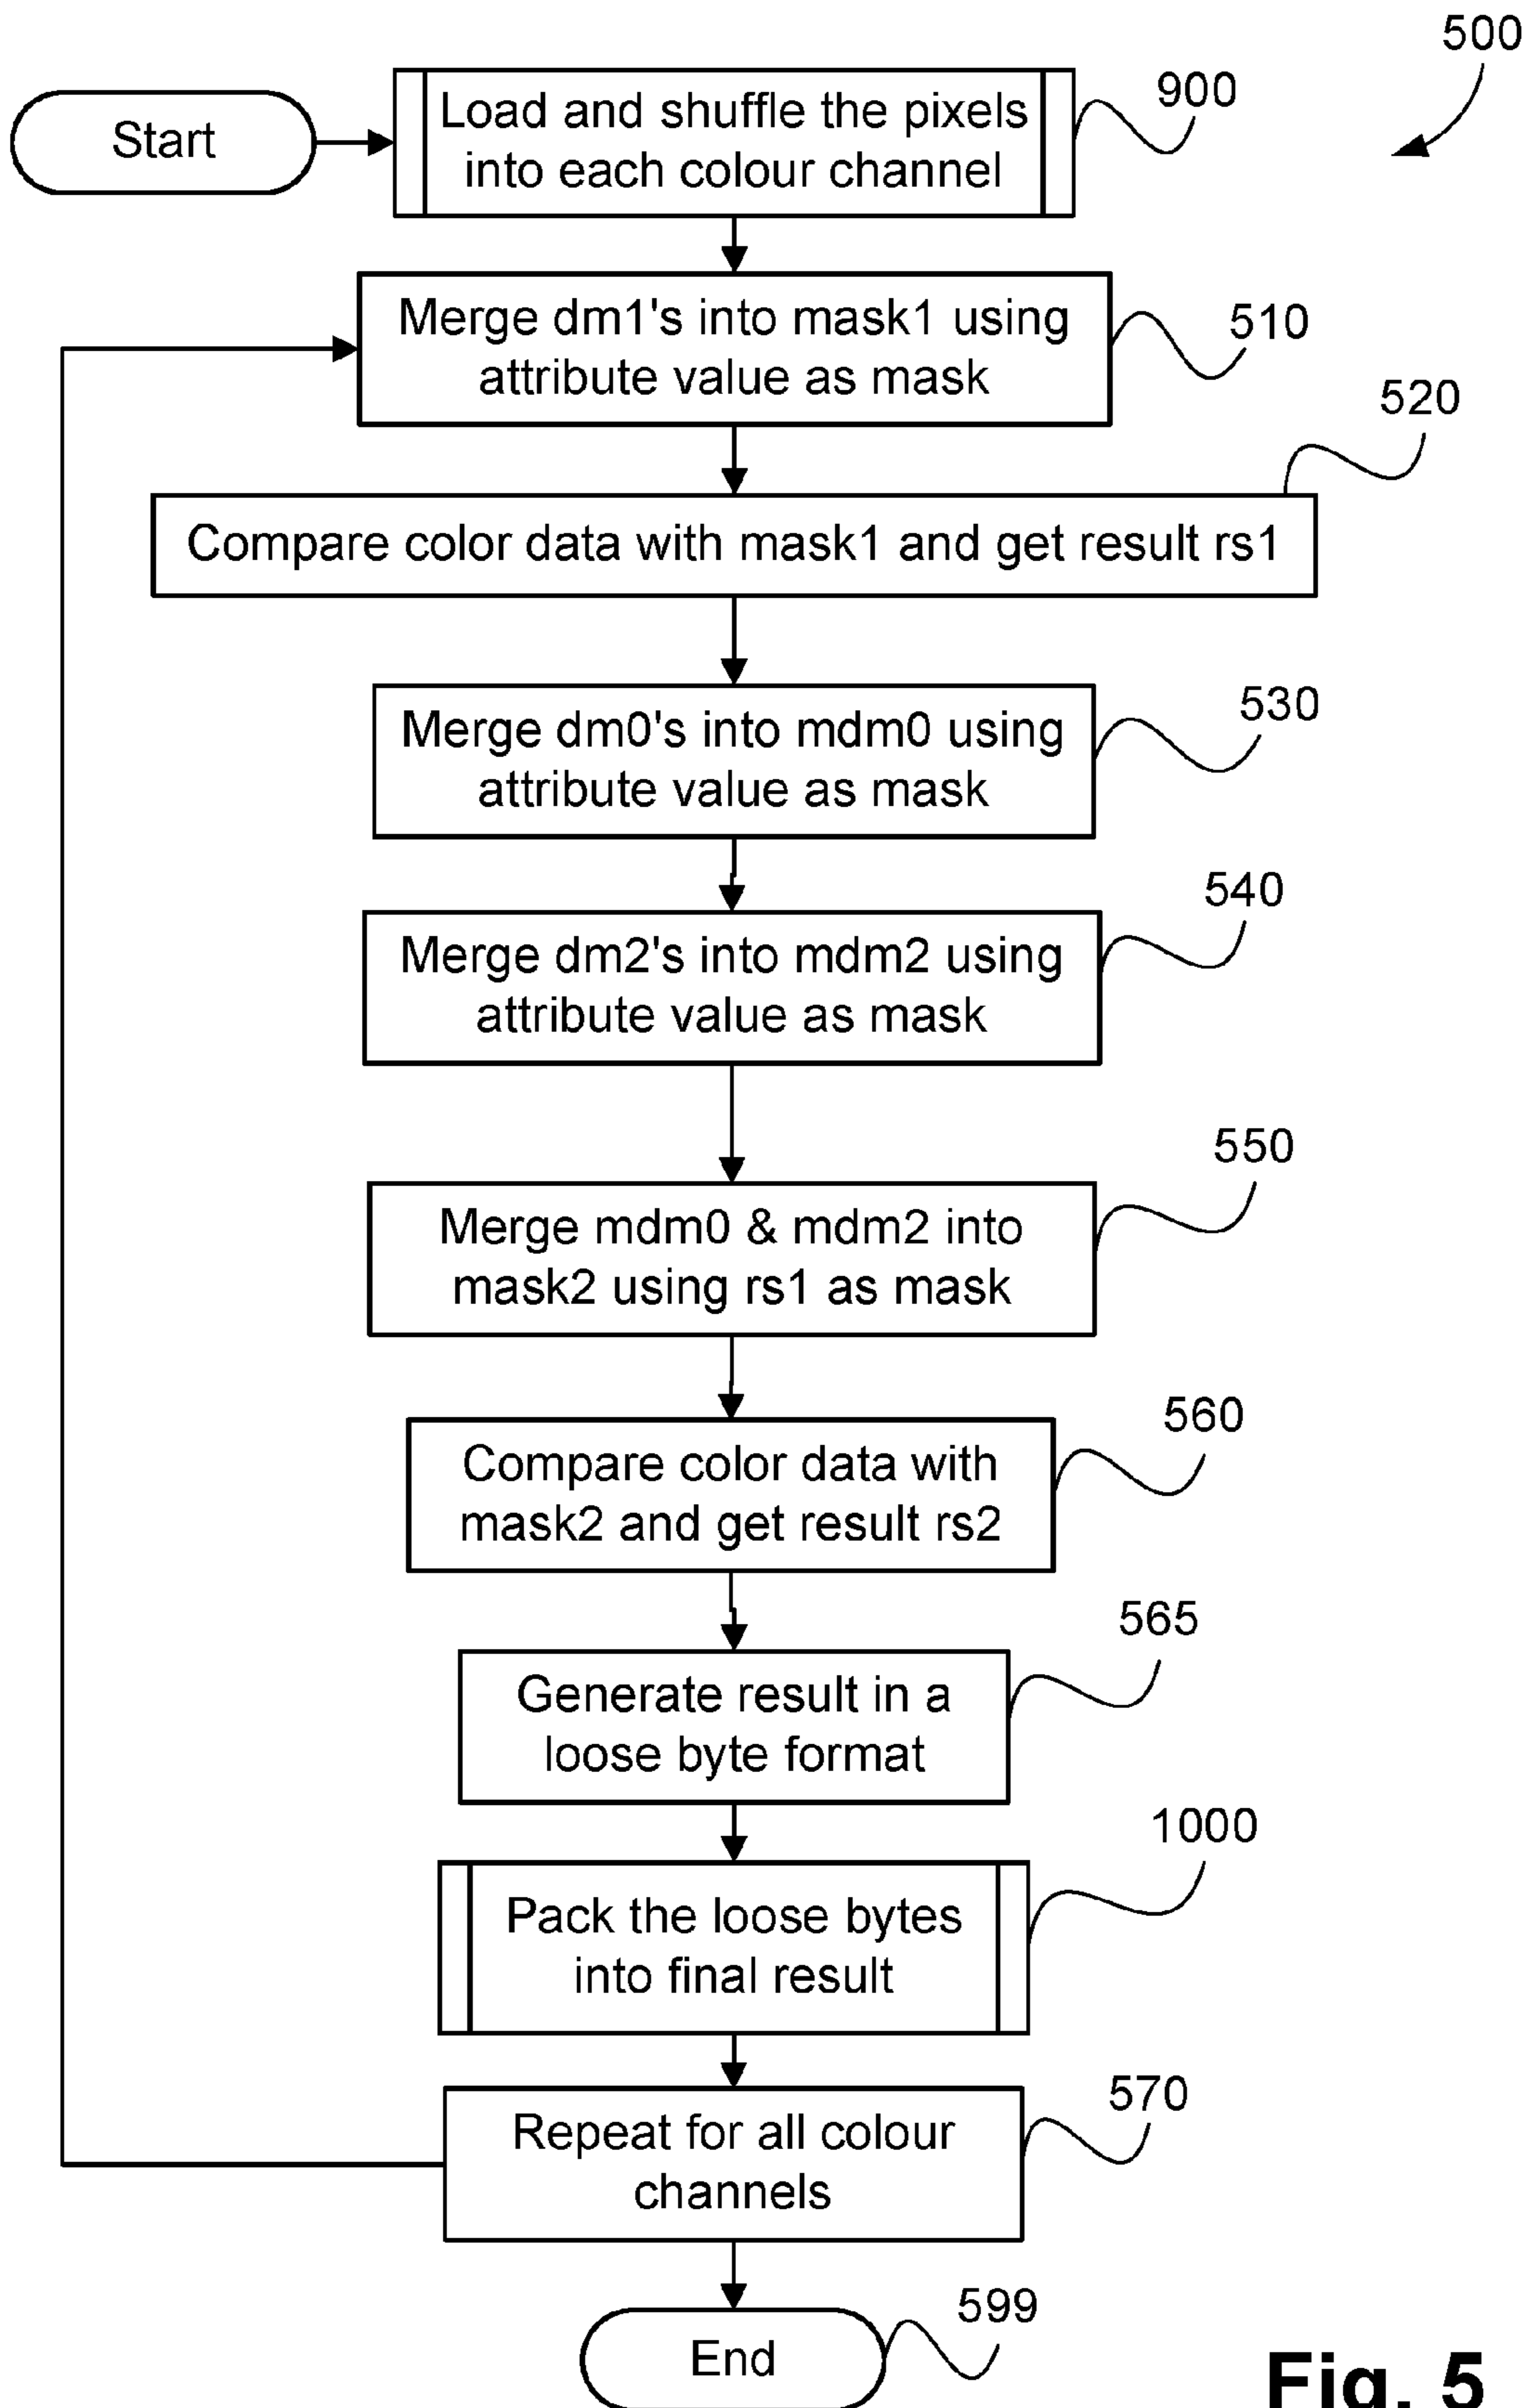 500
900
Start
Load and shuffle the pixels
into each colour channel
510
Merge dm1's into mask1 using
attribute value as mask
520
Compare color data with mask1 and get result rs1
530
Merge dm0's into mdm0 using
attribute value as mask
540
Merge dm2's into mdm2 using
attribute value as mask
550
Merge mdm0 & mdm2 into
mask2 using rs1 as mask
560
Compare color data with
mask2 and get result rs2
565
Generate result in a
loose byte format
1000
Pack the loose bytes
into final result
570
Repeat for all colour
channels
599
End
Fig. 5